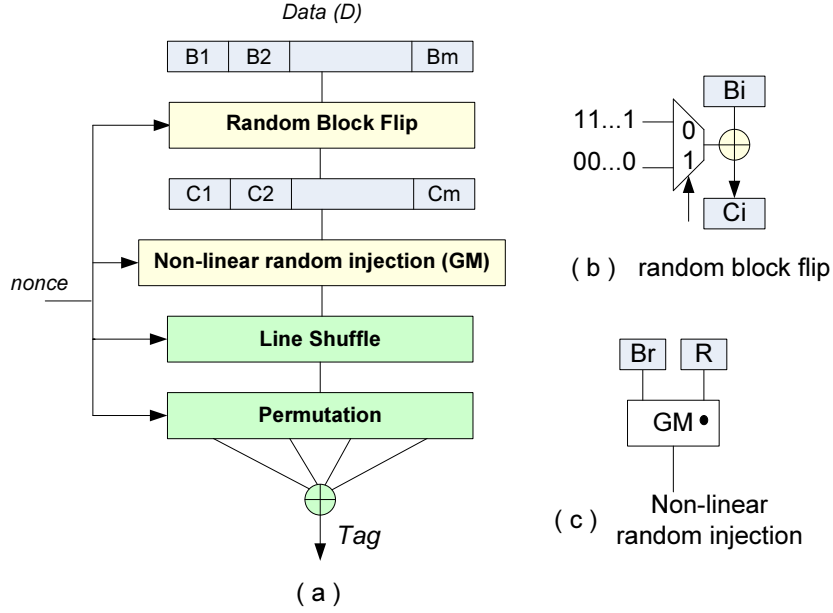 Data (D)
B1 B2 Bm
Random Block Flip
C1 C2 Cm
Non-linear random injection (GM)
nonce
Line Shuffle
Permutation
Tag
( a )
Bi
11...1
0
00...0
1
Ci
( b ) random block flip
Br R
GM
Non-linear
( c ) random injection